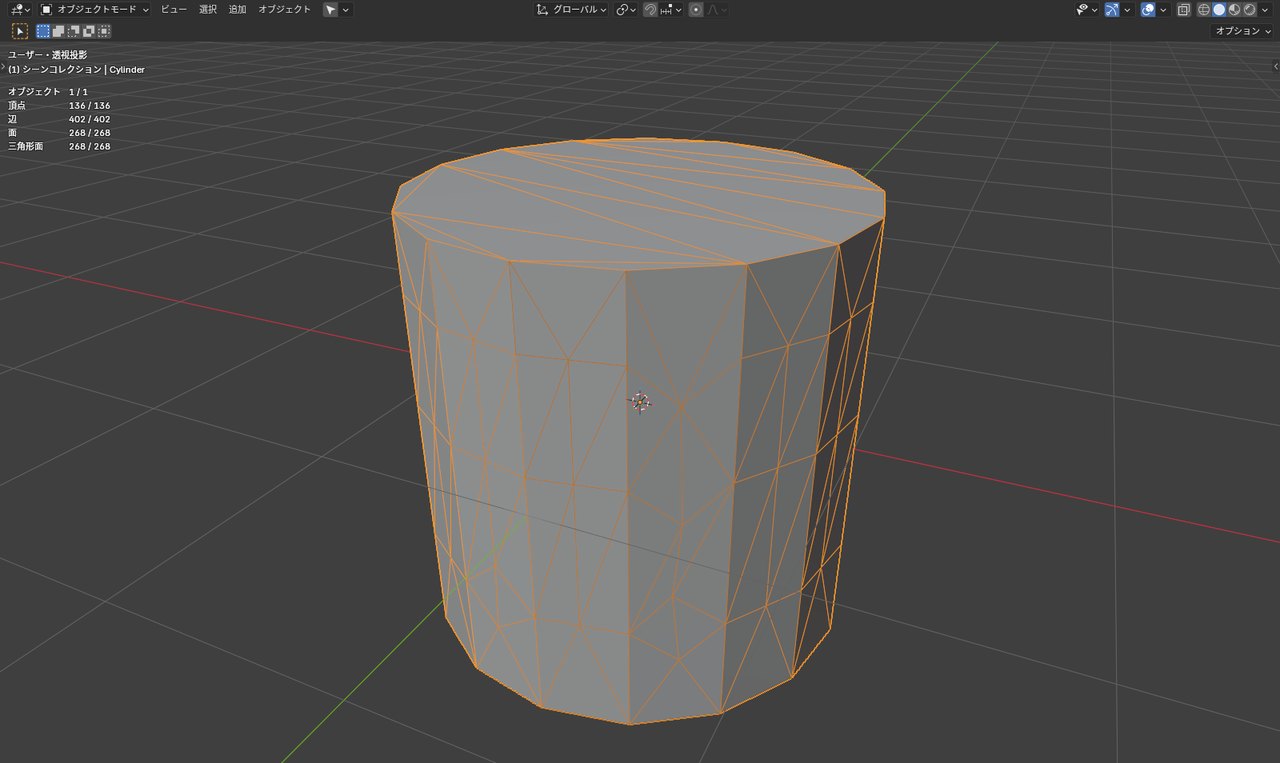 オブジェクトモード ビュー 選択 追加 オブジェクト グローバル
オプション
ユーザー・透視投影
(1) シーンコレクション | Cylinder
オブジェクト 1 / 1
頂点 136 / 136
辺 402 / 402
面 268 / 268
三角形面 268 / 268